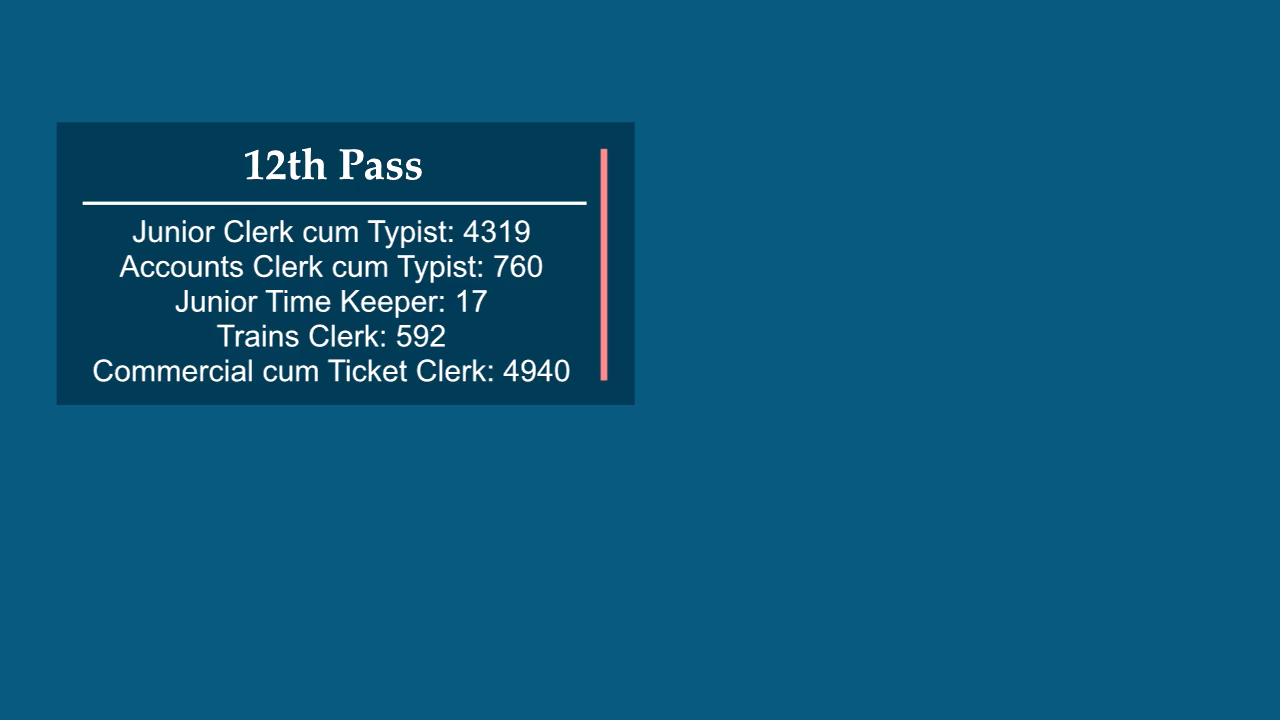 12th Pass
Junior Clerk cum Typist: 4319
Accounts Clerk cum Typist: 760
Junior Time Keeper: 17
Trains Clerk: 592
Commercial cum Ticket Clerk: 4940